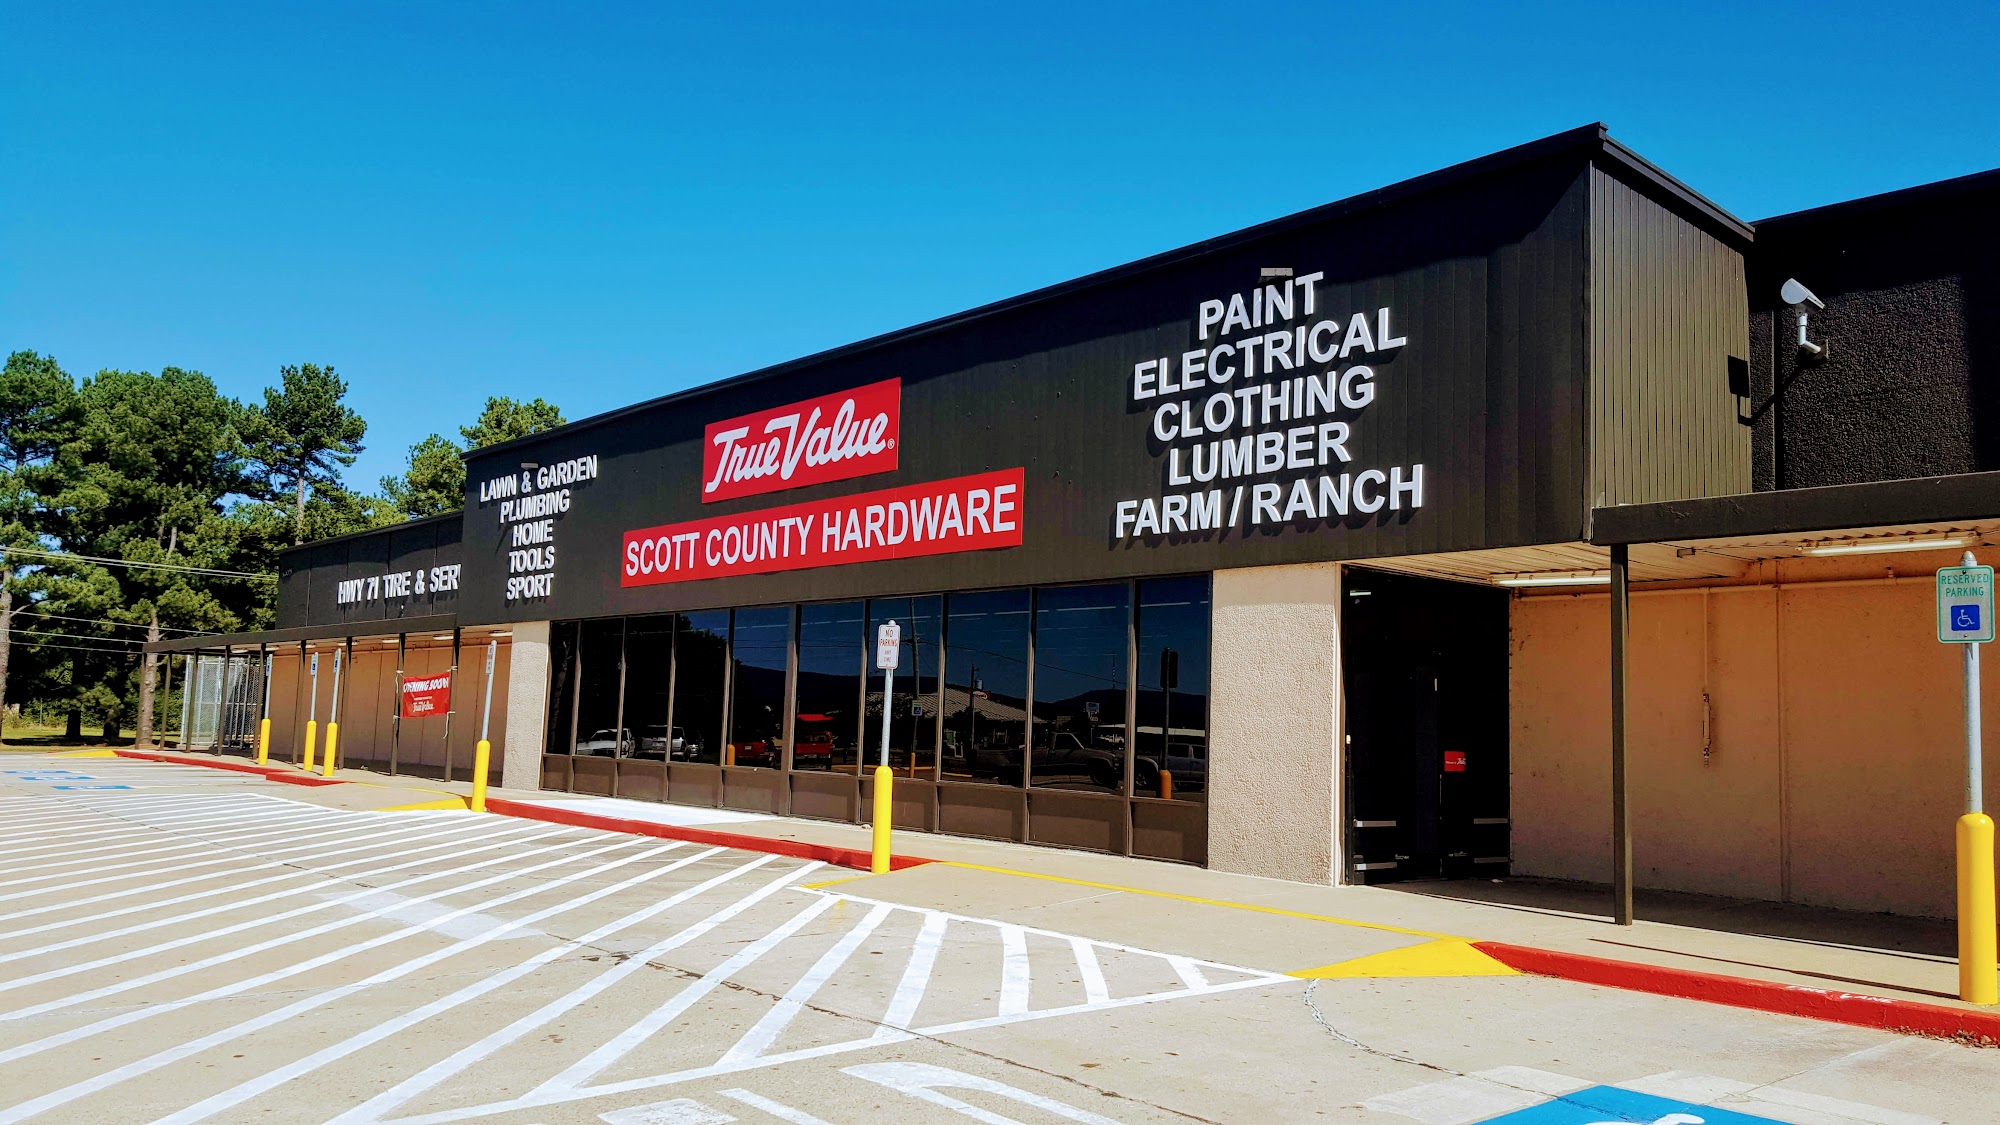 HWY 71 TIRE & SER
LAWN & GARDEN
PLUMBING
HOME
TOOLS
SPORT
True Value®
SCOTT COUNTY HARDWARE
PAINT
ELECTRICAL
CLOTHING
LUMBER
FARM / RANCH
OPENING SOON
True Value
NO
PARKING
RESERVED
PARKING